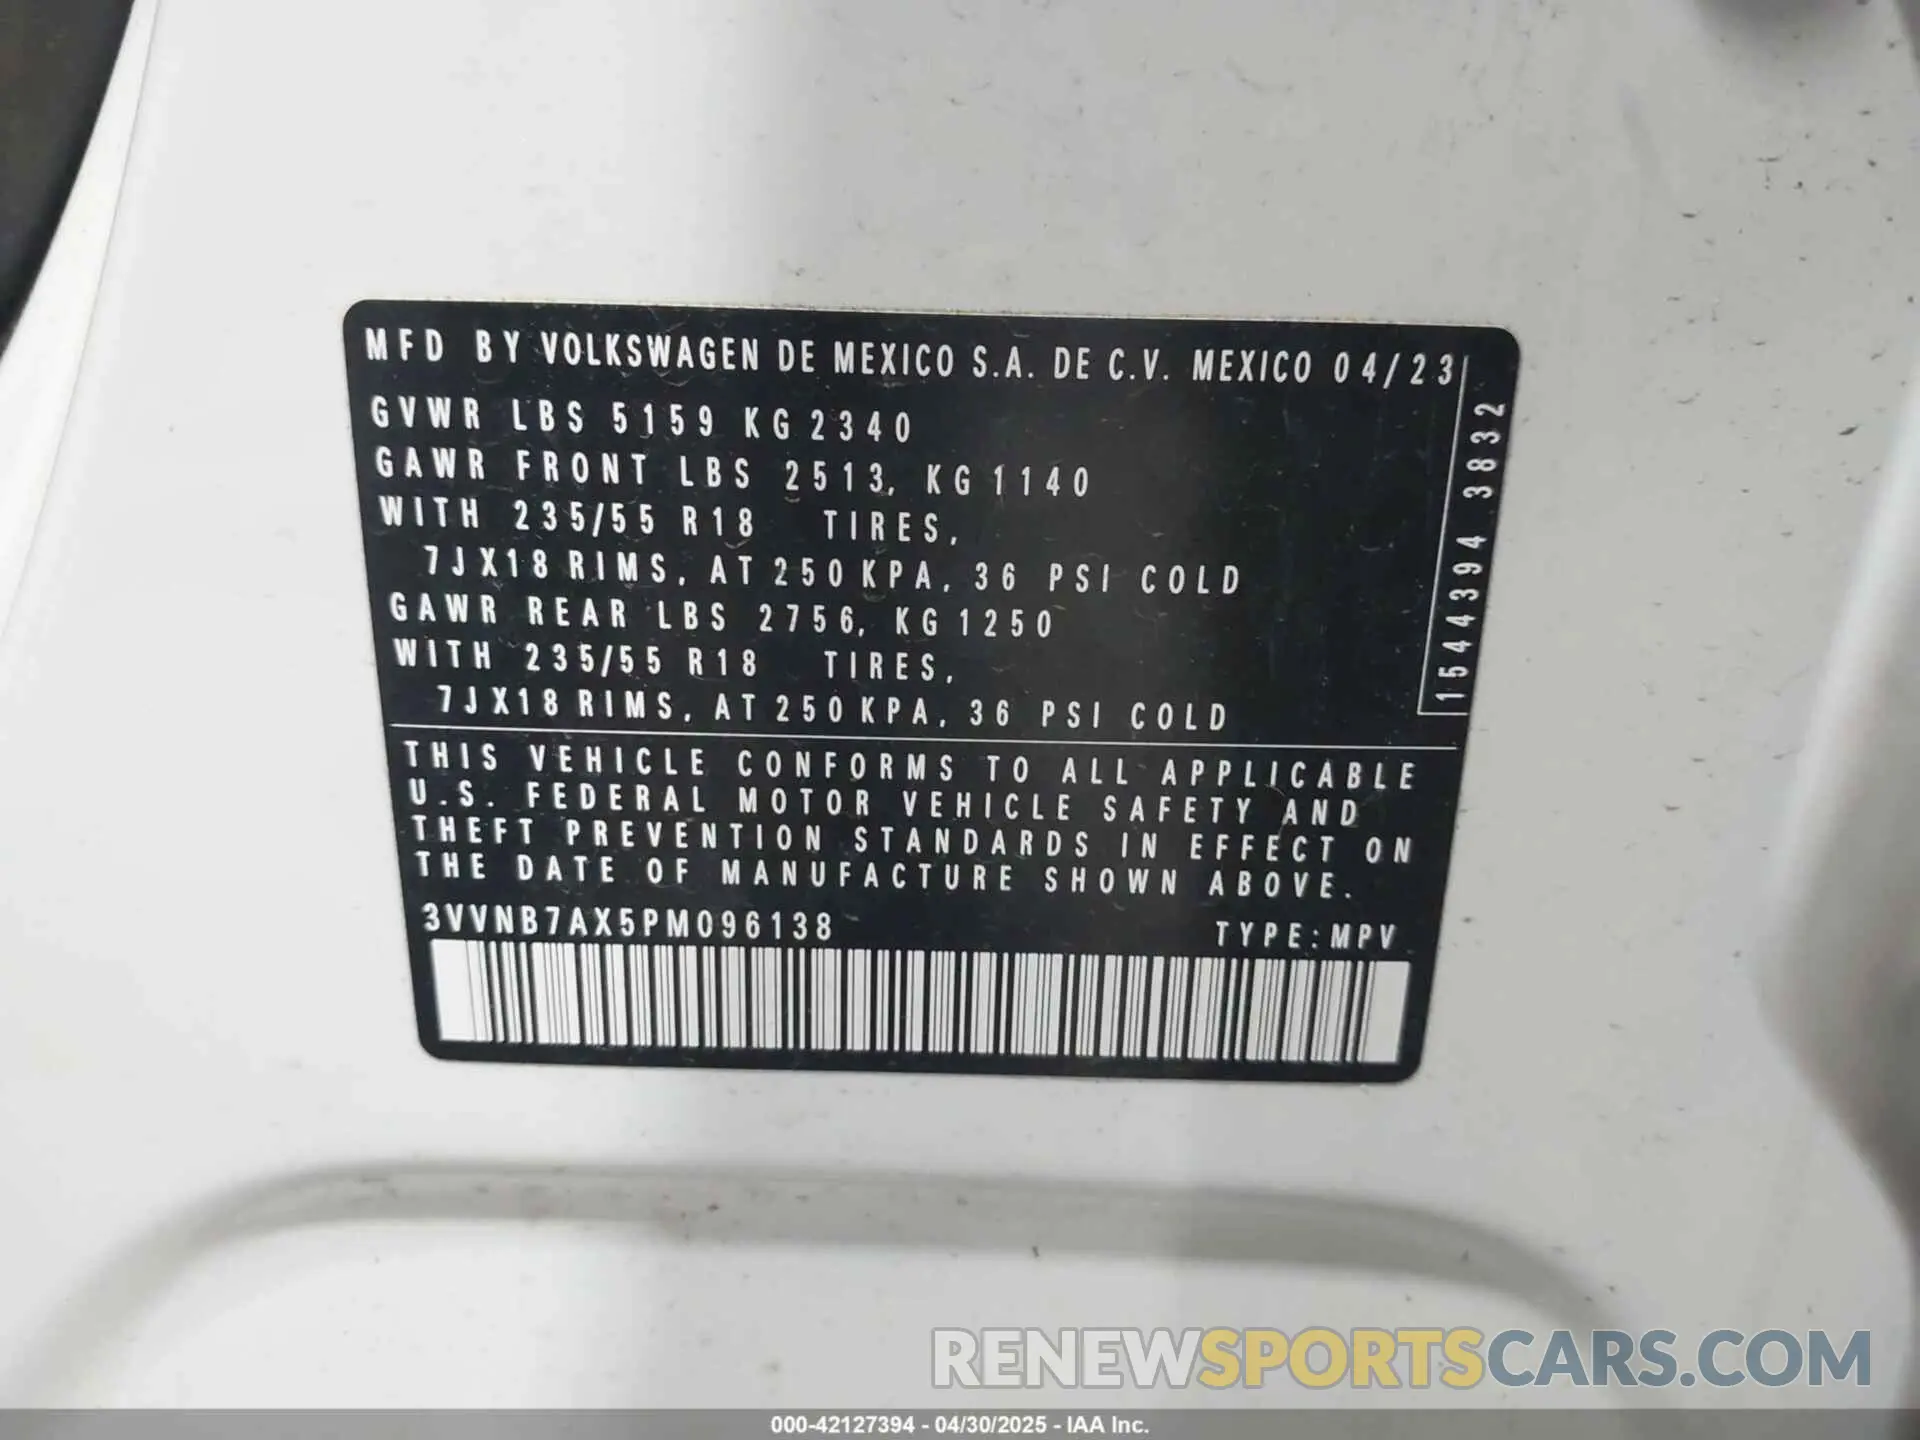 MFD BY VOLKSWAGEN DE MEXICO S.A. DE C.V. MEXICO 04/23
GVWR LBS 5159 KG 2340
GAWR FRONT LBS 2513, KG 1140
WITH 235/55 R18 TIRES,
7JX18 RIMS, AT 250 KPA, 36 PSI COLD
GAWR REAR LBS 2756, KG 1250
WITH 235/55 R18 TIRES,
7JX18 RIMS, AT 250 KPA, 36 PSI COLD
1544394 3832
THIS VEHICLE CONFORMS TO ALL APPLICABLE
U.S. FEDERAL MOTOR VEHICLE SAFETY AND
THEFT PREVENTION STANDARDS IN EFFECT ON
THE DATE OF MANUFACTURE SHOWN ABOVE.
3VVNB7AX5PM096138 TYPE:MPV
RENEWSPORTSCARS.COM
000-42127394 - 04/30/2025 - IAA Inc.